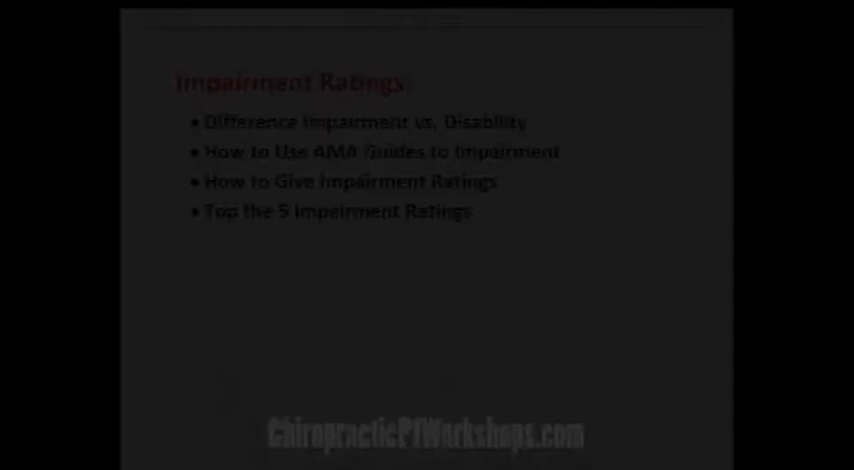 Impairment Ratings
• Difference Impairment vs. Disability
• How to Use AMA Guides to Impairment
• How to Give Impairment Ratings
• Top the 5 Impairment Ratings
ChiropracticPIWorkshops.com